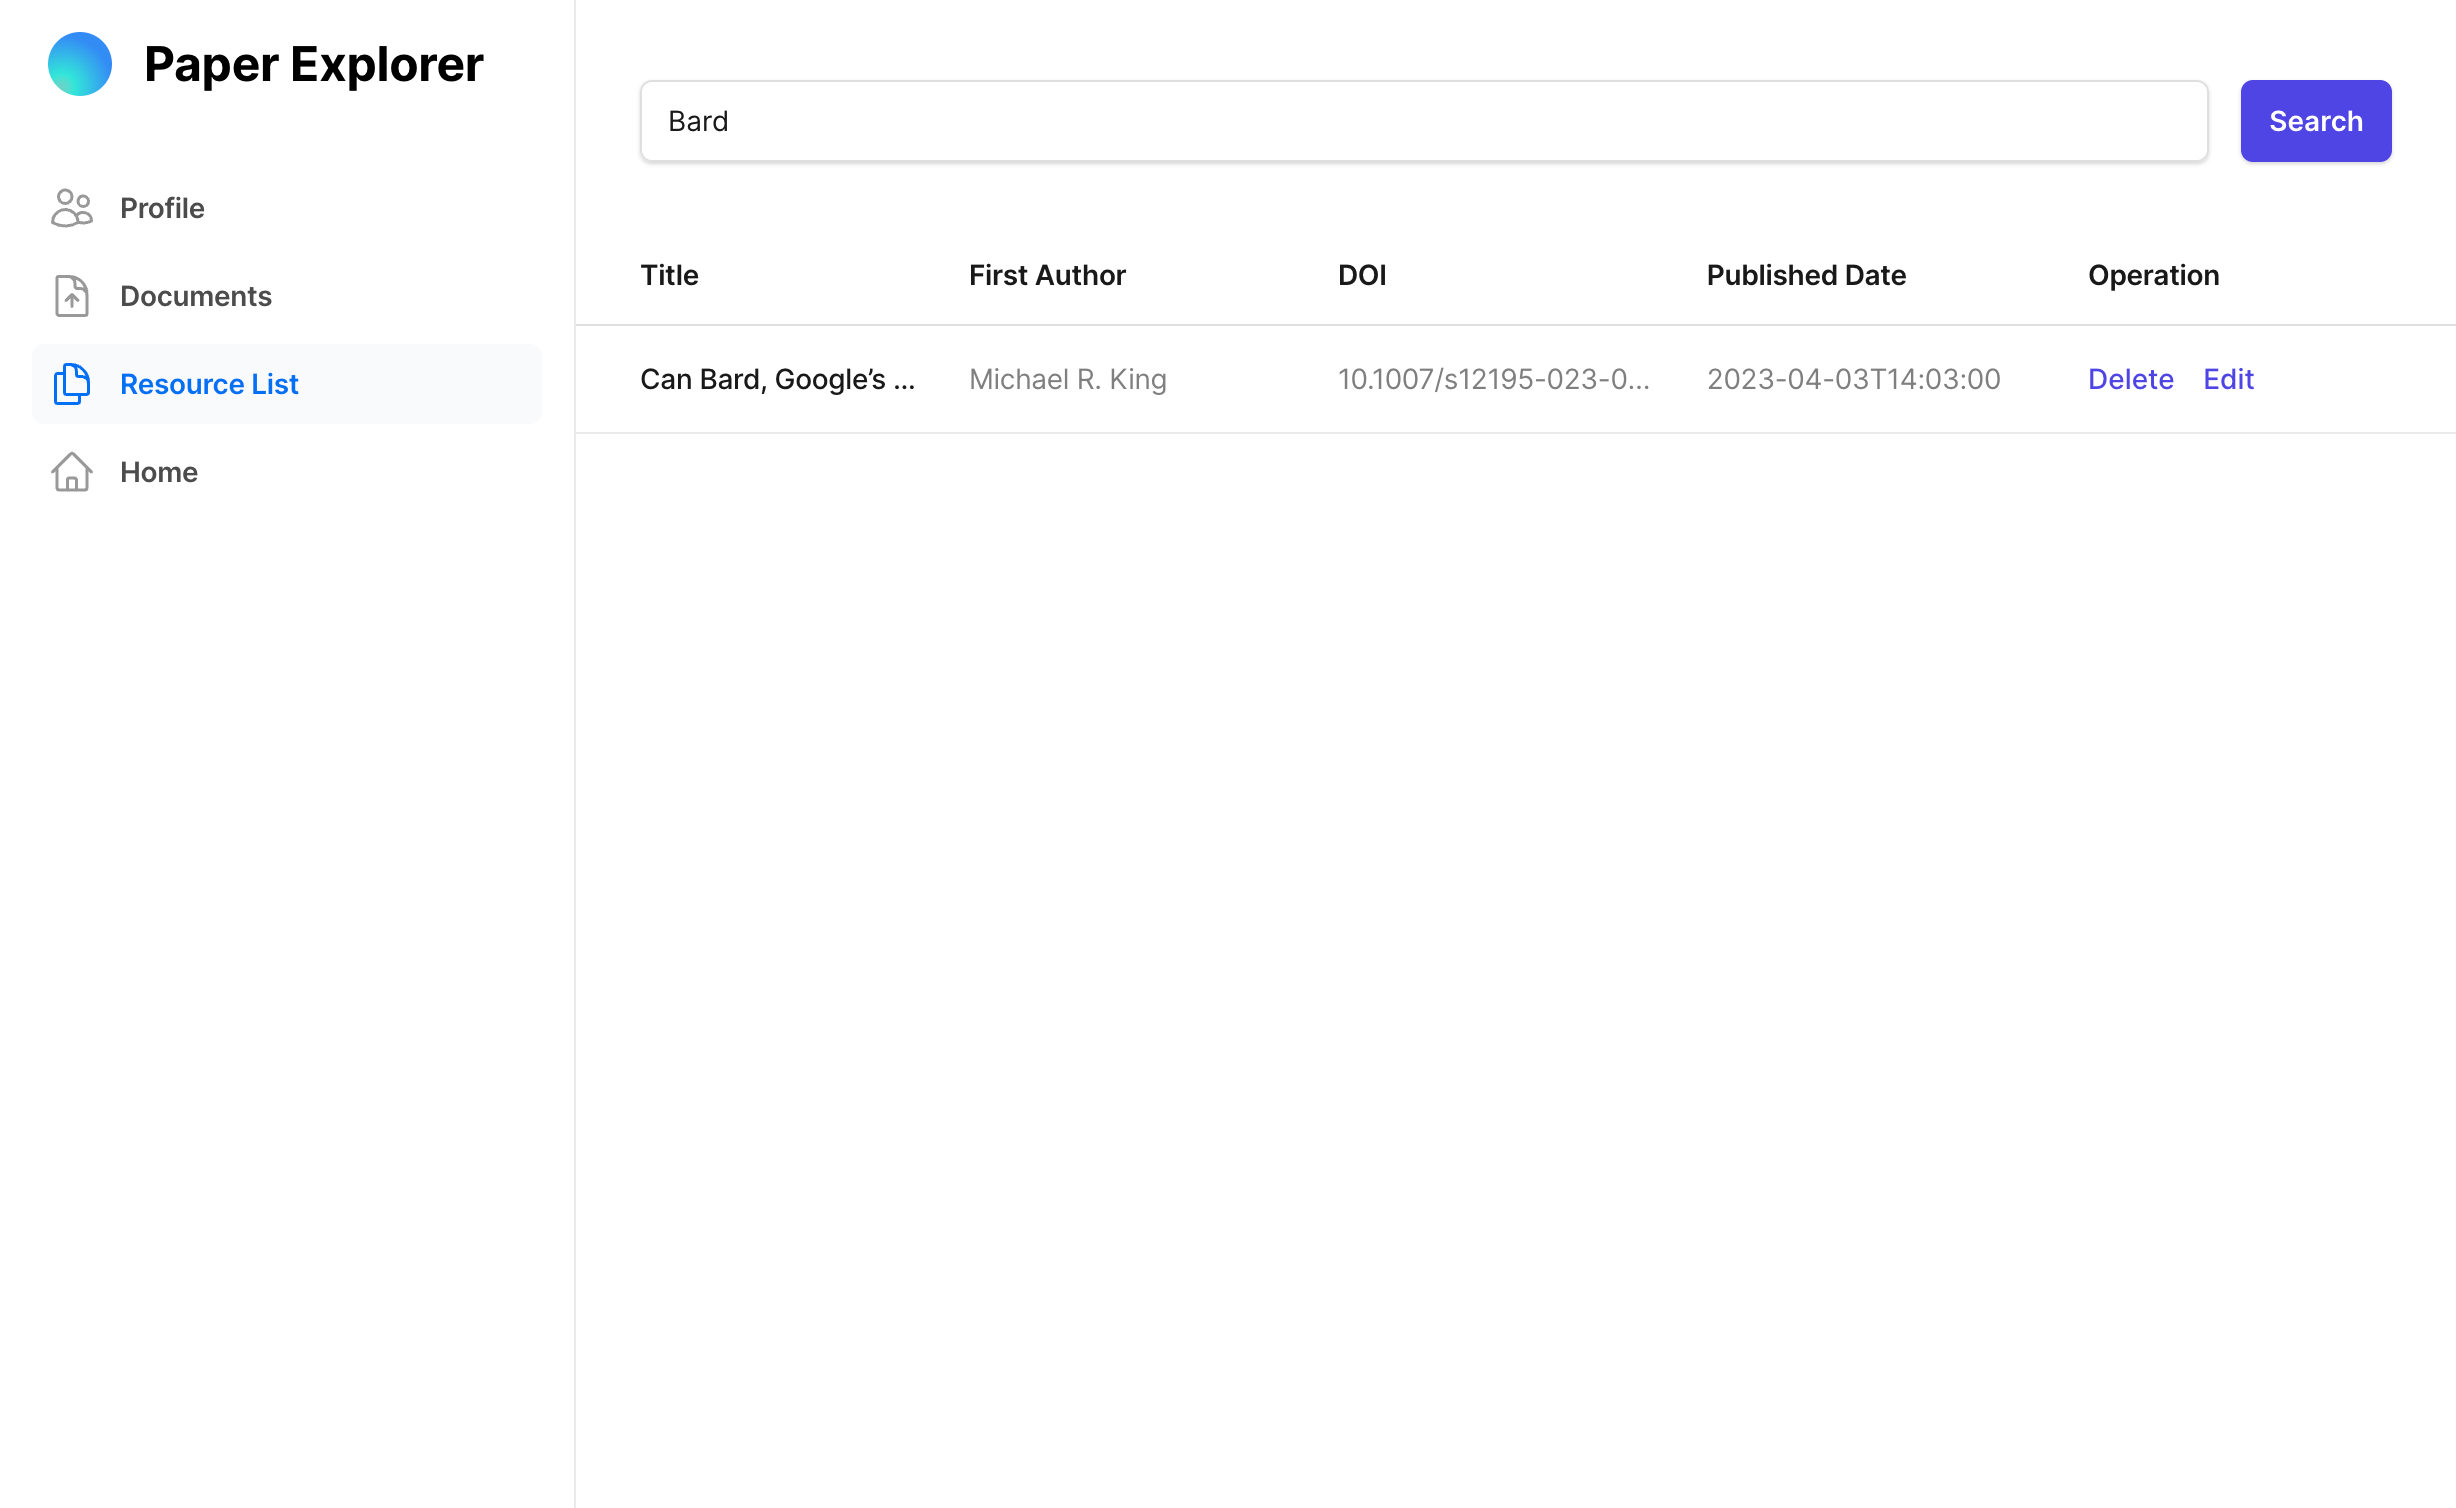 Paper Explorer
Profile
Documents
Resource List
Home
Bard
Search
Title First Author DOI Published Date Operation
Can Bard, Google’s ... Michael R. King 10.1007/s12195-023-0... 2023-04-03T14:03:00 Delete Edit